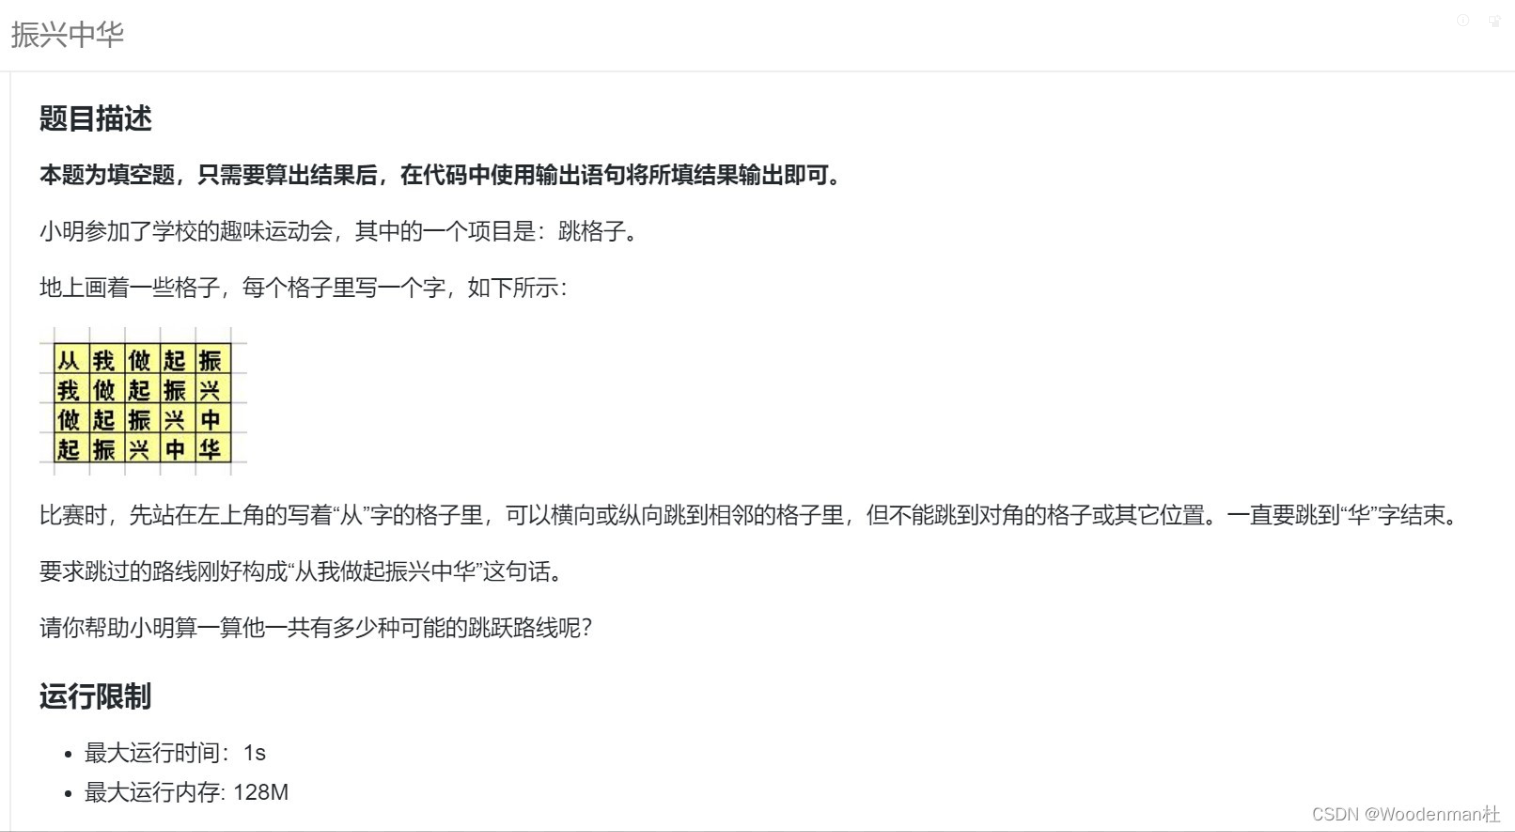 振兴中华
题目描述
本题为填空题，只需要算出结果后，在代码中使用输出语句将所填结果输出即可。
小明参加了学校的趣味运动会，其中的一个项目是：跳格子。
地上画着一些格子，每个格子里写一个字，如下所示：
从我做起振
我做起振兴
做起振兴中
起振兴中华
比赛时，先站在左上角的写着“从”字的格子里，可以横向或纵向跳到相邻的格子里，但不能跳到对角的格子或其它位置。一直要跳到“华”字结束。
要求跳过的路线刚好构成“从我做起振兴中华”这句话。
请你帮助小明算一算他一共有多少种可能的跳跃路线呢？
运行限制
• 最大运行时间：1s
• 最大运行内存: 128M
CSDN @Woodenman杜